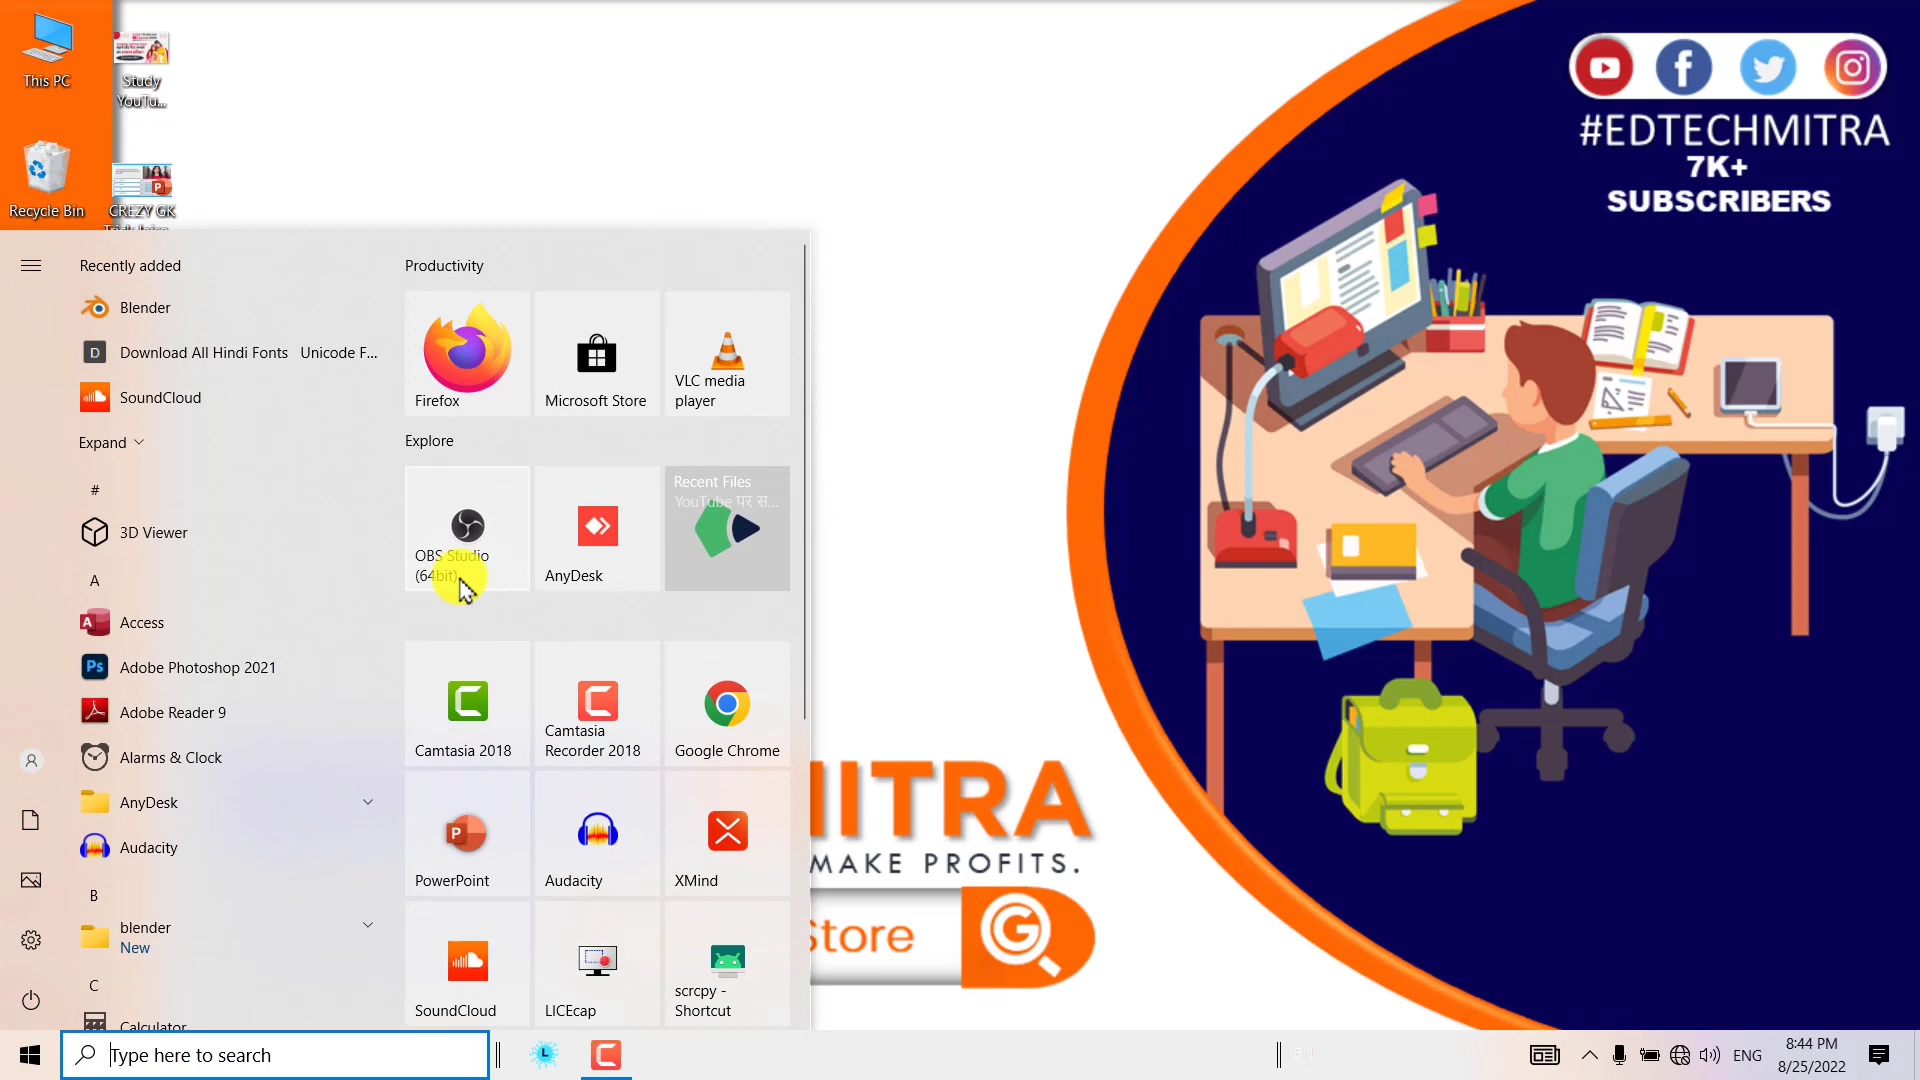 This PC
Study
YouTu...
Recycle Bin
CREZY GK
#EDTECHMITRA
7K+
SUBSCRIBERS
Recently added
Blender
Download All Hindi Fonts Unicode F...
SoundCloud
Expand
#
3D Viewer
A
Access
Adobe Photoshop 2021
Adobe Reader 9
Alarms & Clock
AnyDesk
Audacity
B
blender
New
C
Calculator
Productivity
Firefox
Microsoft Store
VLC media
player
Explore
OBS Studio
(64bit)
AnyDesk
Recent Files
YouTube पर स...
Camtasia 2018
Camtasia
Recorder 2018
Google Chrome
PowerPoint
Audacity
XMind
SoundCloud
LICEcap
scrcpy -
Shortcut
MITRA
MAKE PROFITS.
Store
Type here to search
ENG
8:44 PM
8/25/2022